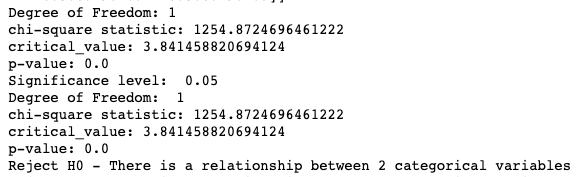 Degree of Freedom: 1
chi-square statistic: 1254.8724696461222
critical_value: 3.841458820694124
p-value: 0.0
Significance level:  0.05
Degree of Freedom:  1
chi-square statistic: 1254.8724696461222
critical_value: 3.841458820694124
p-value: 0.0
Reject H0 - There is a relationship between 2 categorical variables